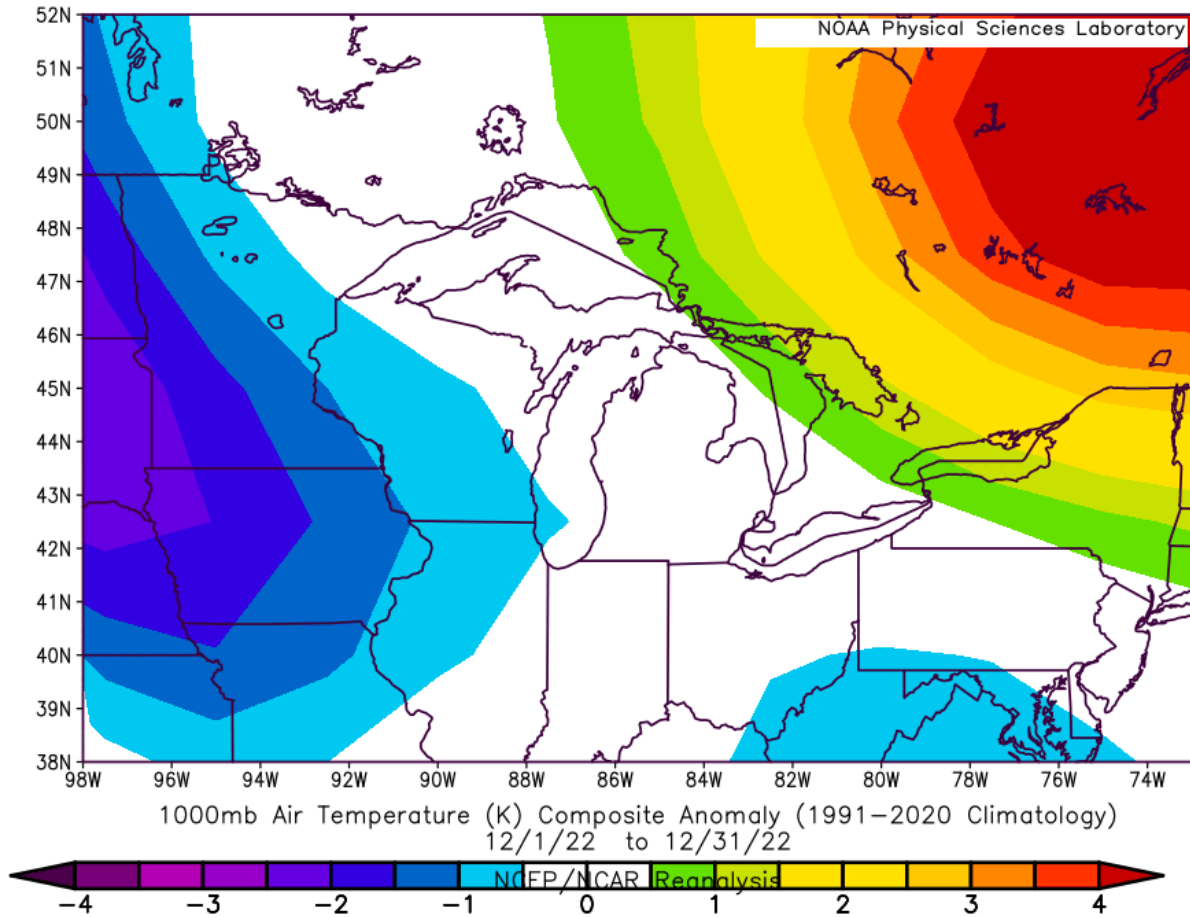 NOAA Physical Sciences Laboratory
52N
51N
50N
49N
48N
47N
46N
45N
44N
43N
42N
41N
40N
39N
38N
98W 96W 94W 92W 90W 88W 86W 84W 82W 80W 78W 76W 74W
1000mb Air Temperature (K) Composite Anomaly (1991-2020 Climatology)
12/1/22 to 12/31/22
NCEP/NCAR Reanalysis
-4 -3 -2 -1 0 1 2 3 4